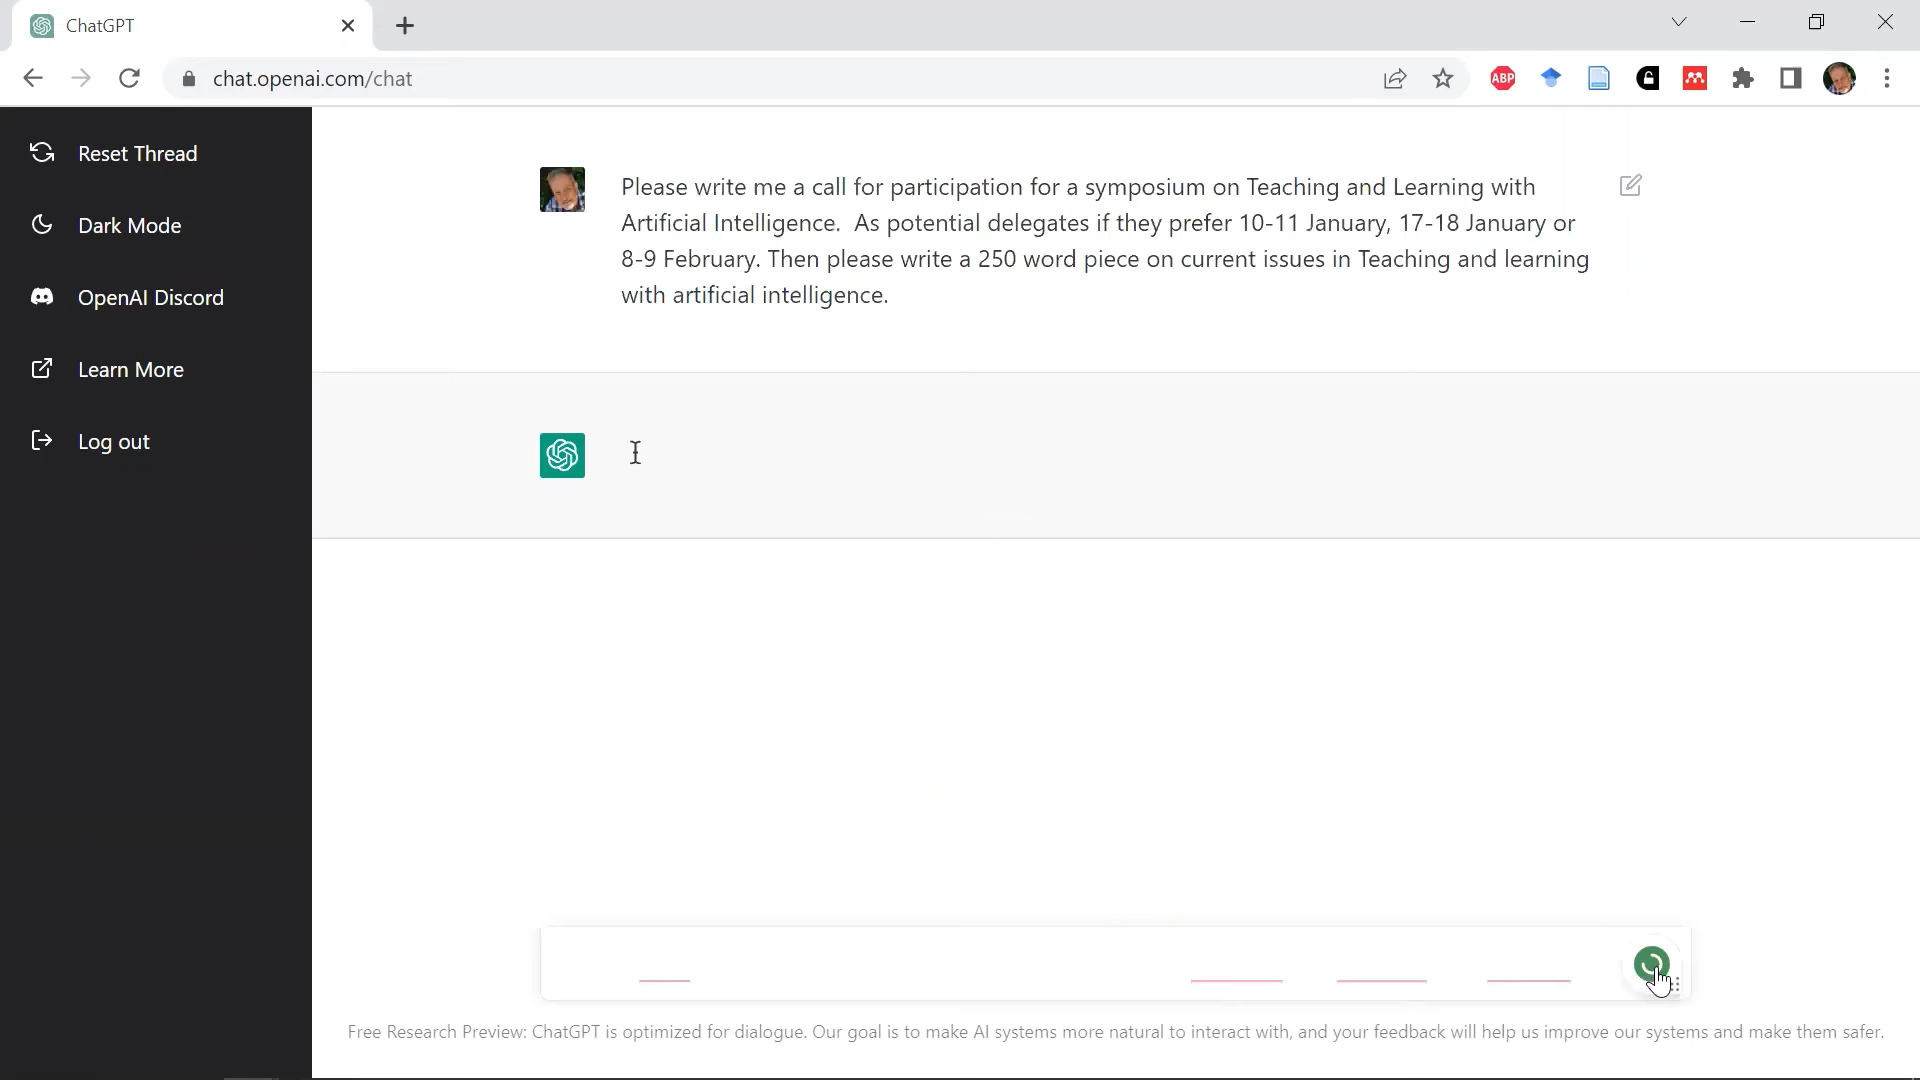 ChatGPT
chat.openai.com/chat
ABP
Reset Thread
Dark Mode
OpenAI Discord
Learn More
Log out
Please write me a call for participation for a symposium on Teaching and Learning with
Artificial Intelligence.  As potential delegates if they prefer 10-11 January, 17-18 January or
8-9 February. Then please write a 250 word piece on current issues in Teaching and learning
with artificial intelligence.
Free Research Preview: ChatGPT is optimized for dialogue. Our goal is to make AI systems more natural to interact with, and your feedback will help us improve our systems and make them safer.